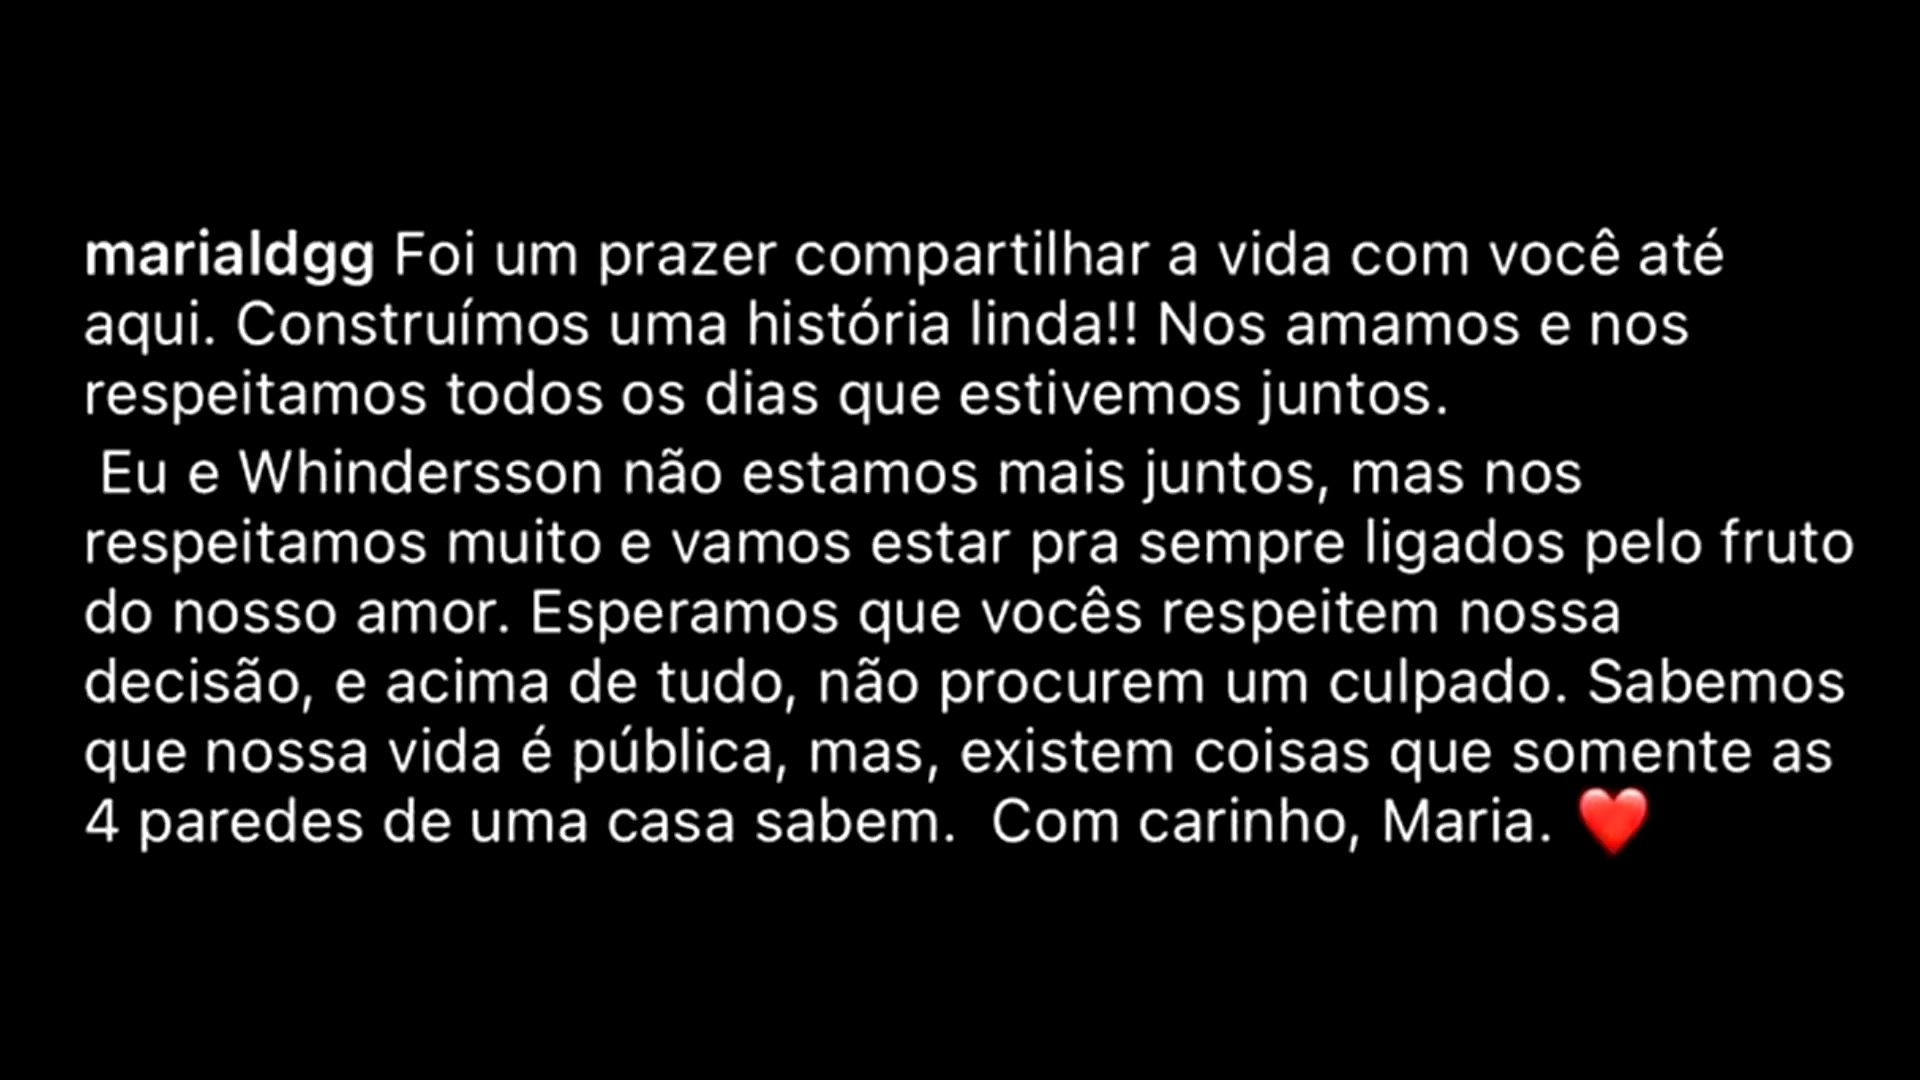 marialdgg Foi um prazer compartilhar a vida com você até
aqui. Construímos uma história linda!! Nos amamos e nos
respeitamos todos os dias que estivemos juntos.
Eu e Whindersson não estamos mais juntos, mas nos
respeitamos muito e vamos estar pra sempre ligados pelo fruto
do nosso amor. Esperamos que vocês respeitem nossa
decisão, e acima de tudo, não procurem um culpado. Sabemos
que nossa vida é pública, mas, existem coisas que somente as
4 paredes de uma casa sabem.  Com carinho, Maria. ❤️